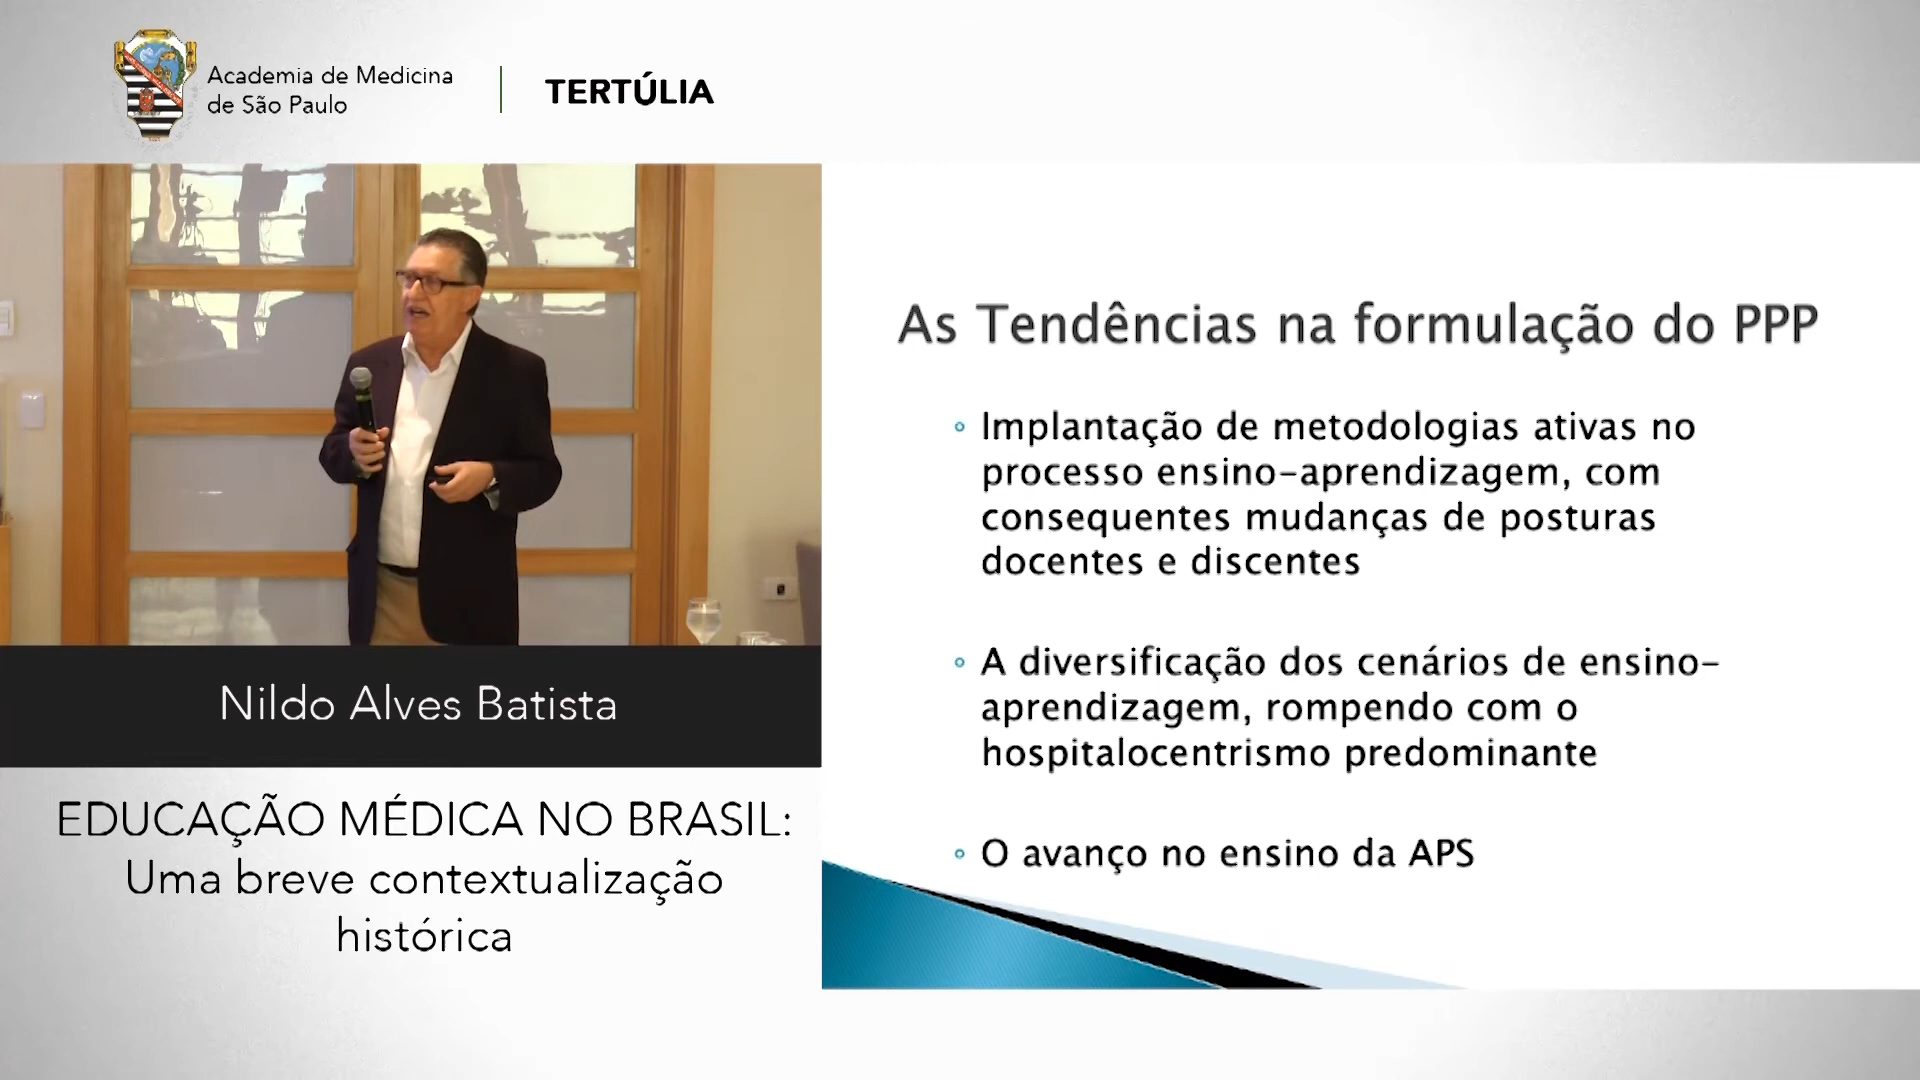 Academia de Medicina
de São Paulo
TERTÚLIA
Nildo Alves Batista
EDUCAÇÃO MÉDICA NO BRASIL:
Uma breve contextualização
histórica
As Tendências na formulação do PPP
Implantação de metodologias ativas no
processo ensino-aprendizagem, com
consequentes mudanças de posturas
docentes e discentes
A diversificação dos cenários de ensino-
aprendizagem, rompendo com o
hospitalocentrismo predominante
O avanço no ensino da APS